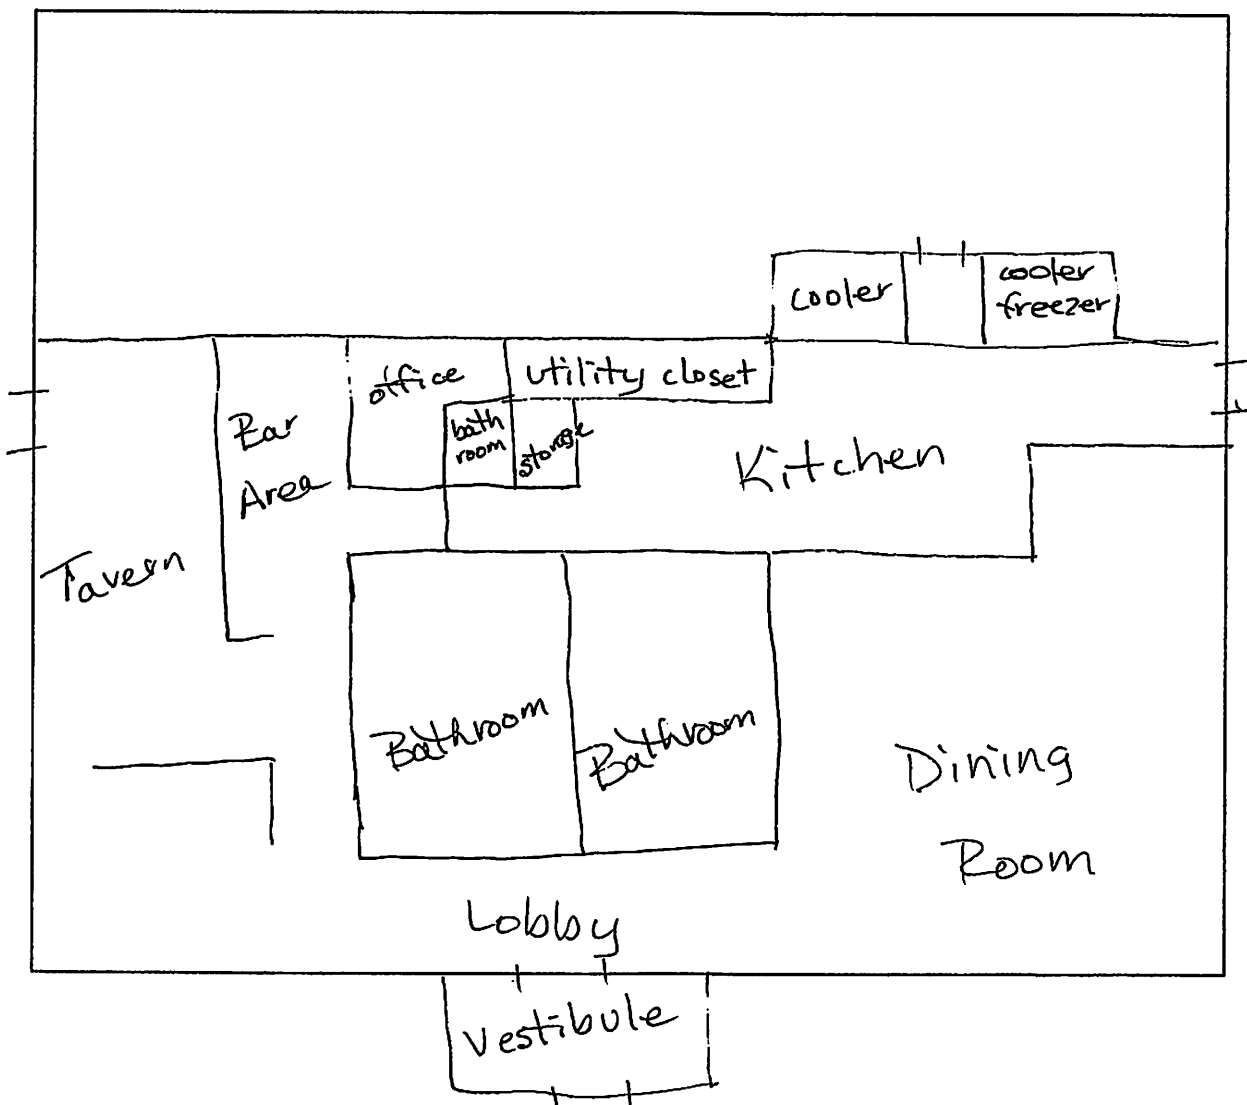 cooler
cooler
freezer
office
utility closet
Bar
Area
bath
room
storage
Kitchen
Tavern
Bathroom
Bathroom
Dining
Room
Lobby
Vestibule